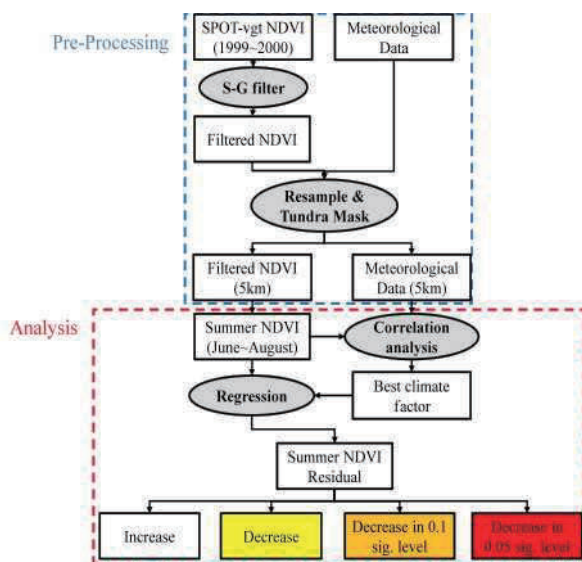 Pre-Processing
SPOT-vgt NDVI
(1999~2000)
Meteorological
Data
S-G filter
Filtered NDVI
Resample &
Tundra Mask
Filtered NDVI
(5km)
Meteorological
Data (5km)
Analysis
Summer NDVI
(June~August)
Correlation
analysis
Regression
Best climate
factor
Summer NDVI
Residual
Increase
Decrease
Decrease in 0.1
sig. level
Decrease in
0.05 sig. level